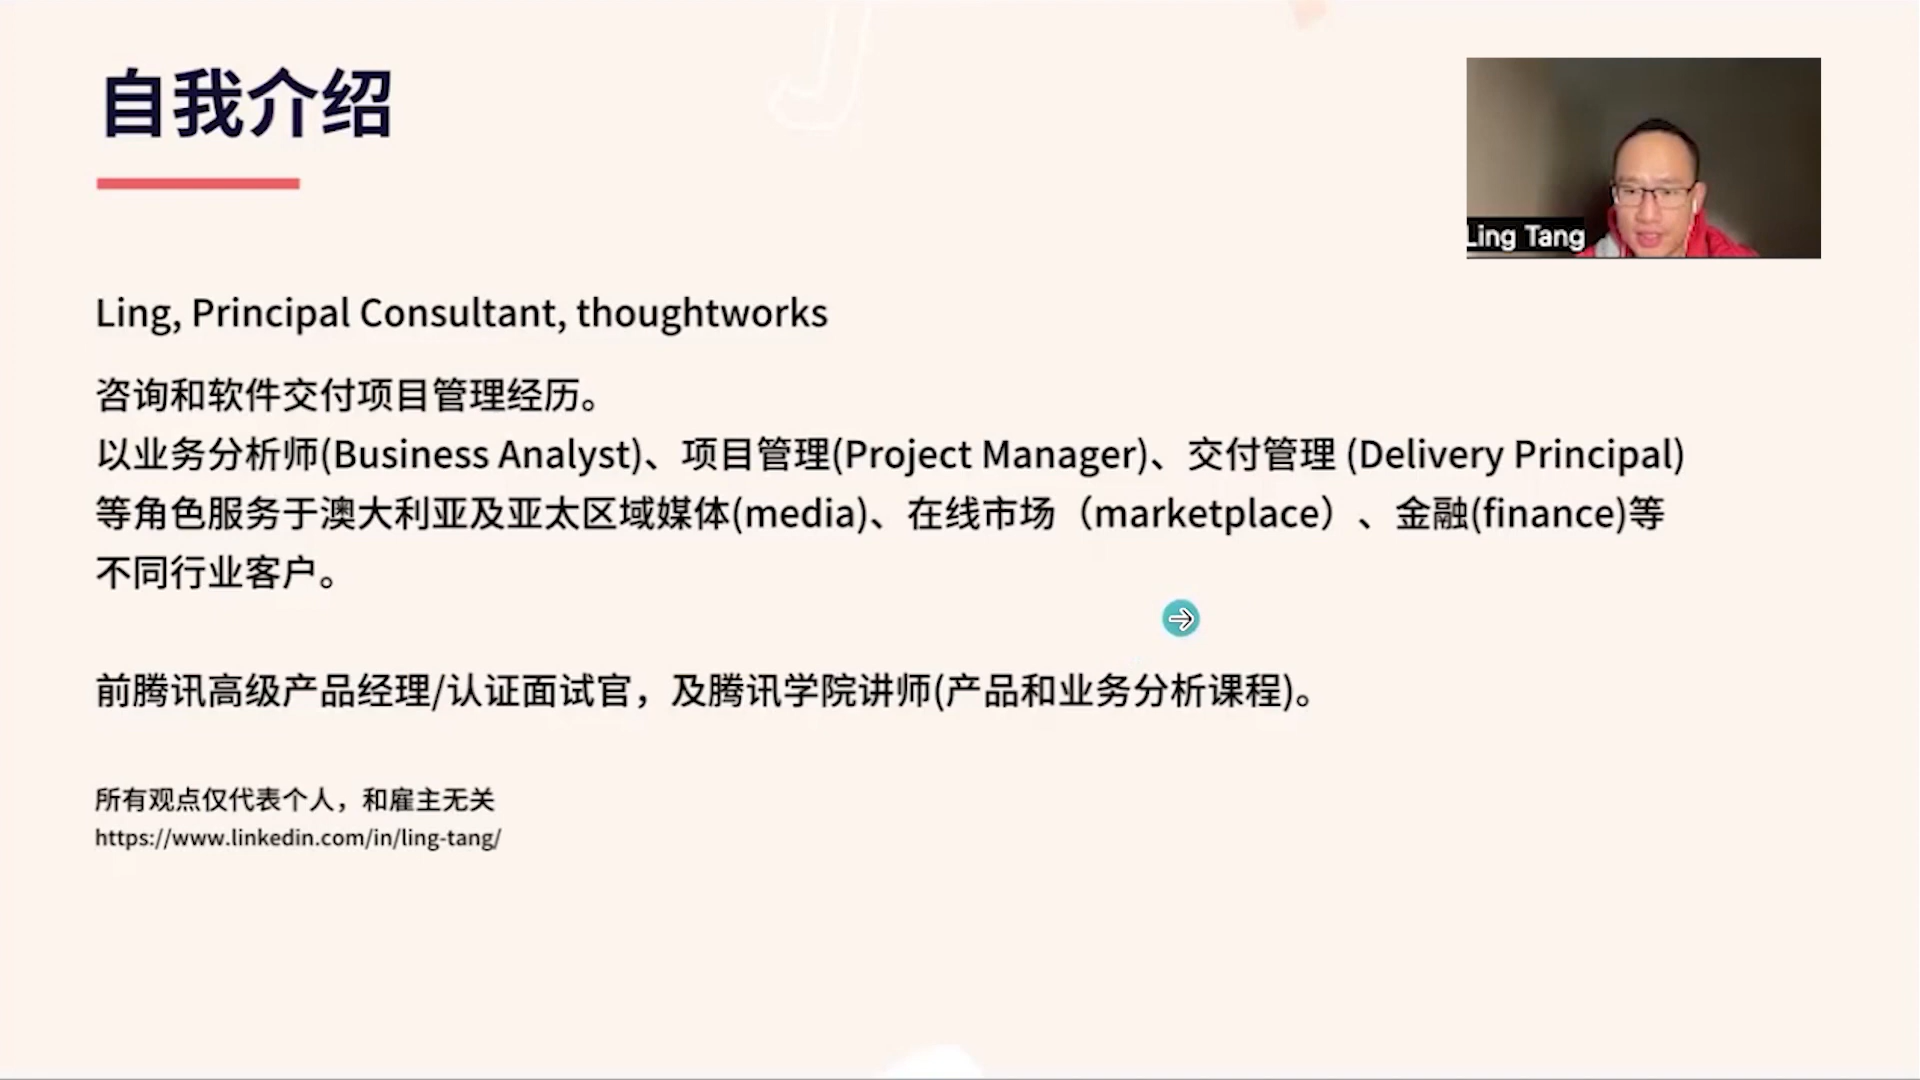 自我介绍
Ling Tang
Ling, Principal Consultant, thoughtworks
咨询和软件交付项目管理经历。
以业务分析师(Business Analyst)、项目管理(Project Manager)、交付管理 (Delivery Principal)
等角色服务于澳大利亚及亚太区域媒体(media)、在线市场（marketplace）、金融(finance)等
不同行业客户。
前腾讯高级产品经理/认证面试官，及腾讯学院讲师(产品和业务分析课程)。
所有观点仅代表个人，和雇主无关
https://www.linkedin.com/in/ling-tang/